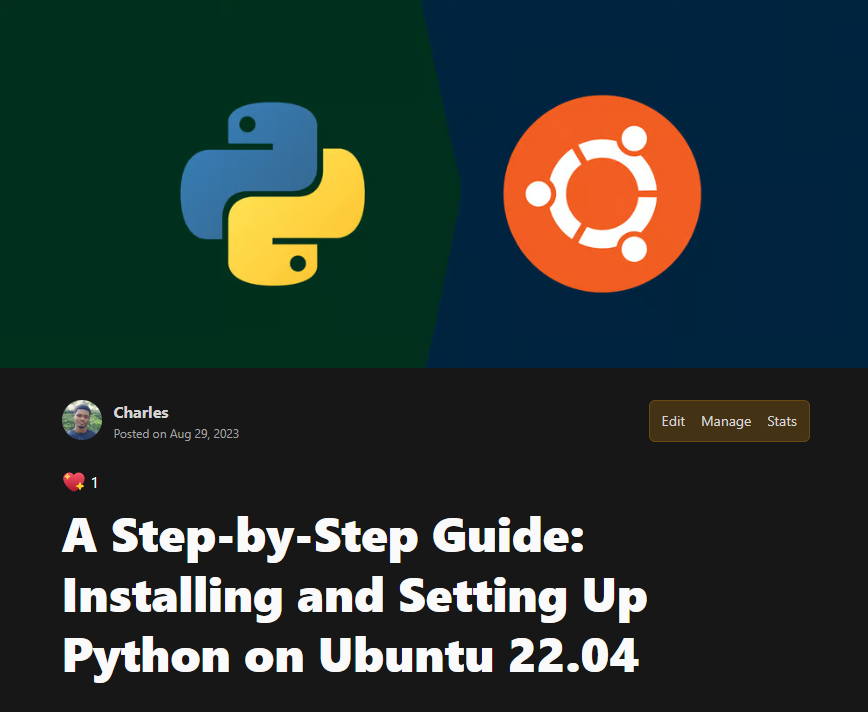 Charles
Posted on Aug 29, 2023
Edit Manage Stats
1
A Step-by-Step Guide:
Installing and Setting Up
Python on Ubuntu 22.04